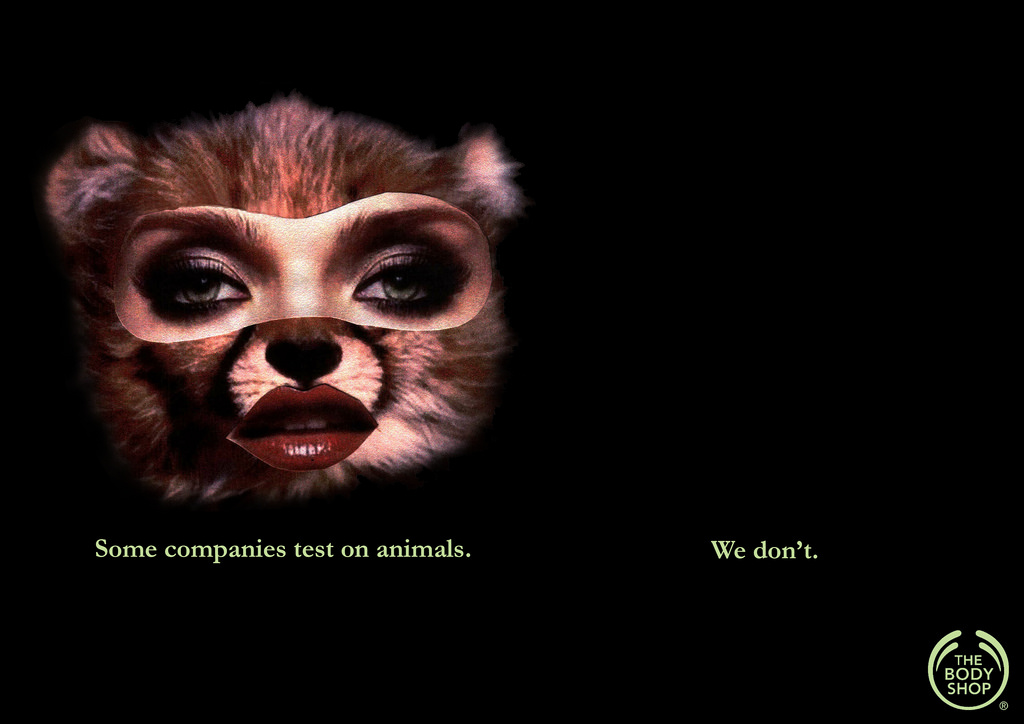 Some companies test on animals.
We don’t.
THE
BODY
SHOP
®